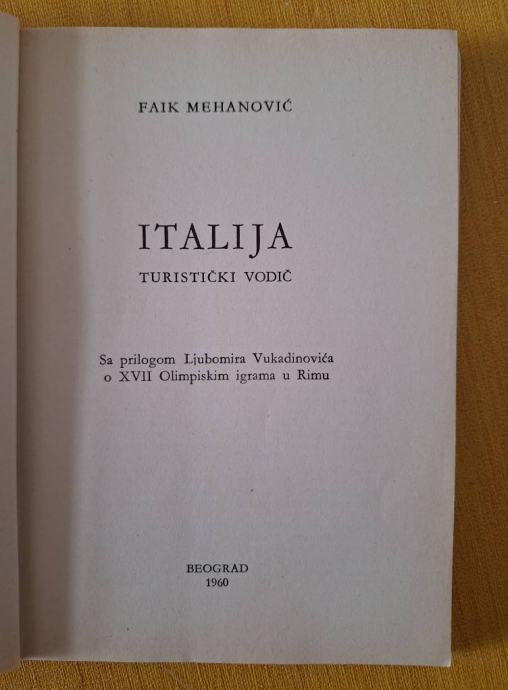 FAIK MEHANOVIĆ
ITALIJA
TURISTIČKI VODIČ
Sa prilogom Ljubomira Vukadinovića
o XVII Olimpiskim igrama u Rimu
BEOGRAD
1960